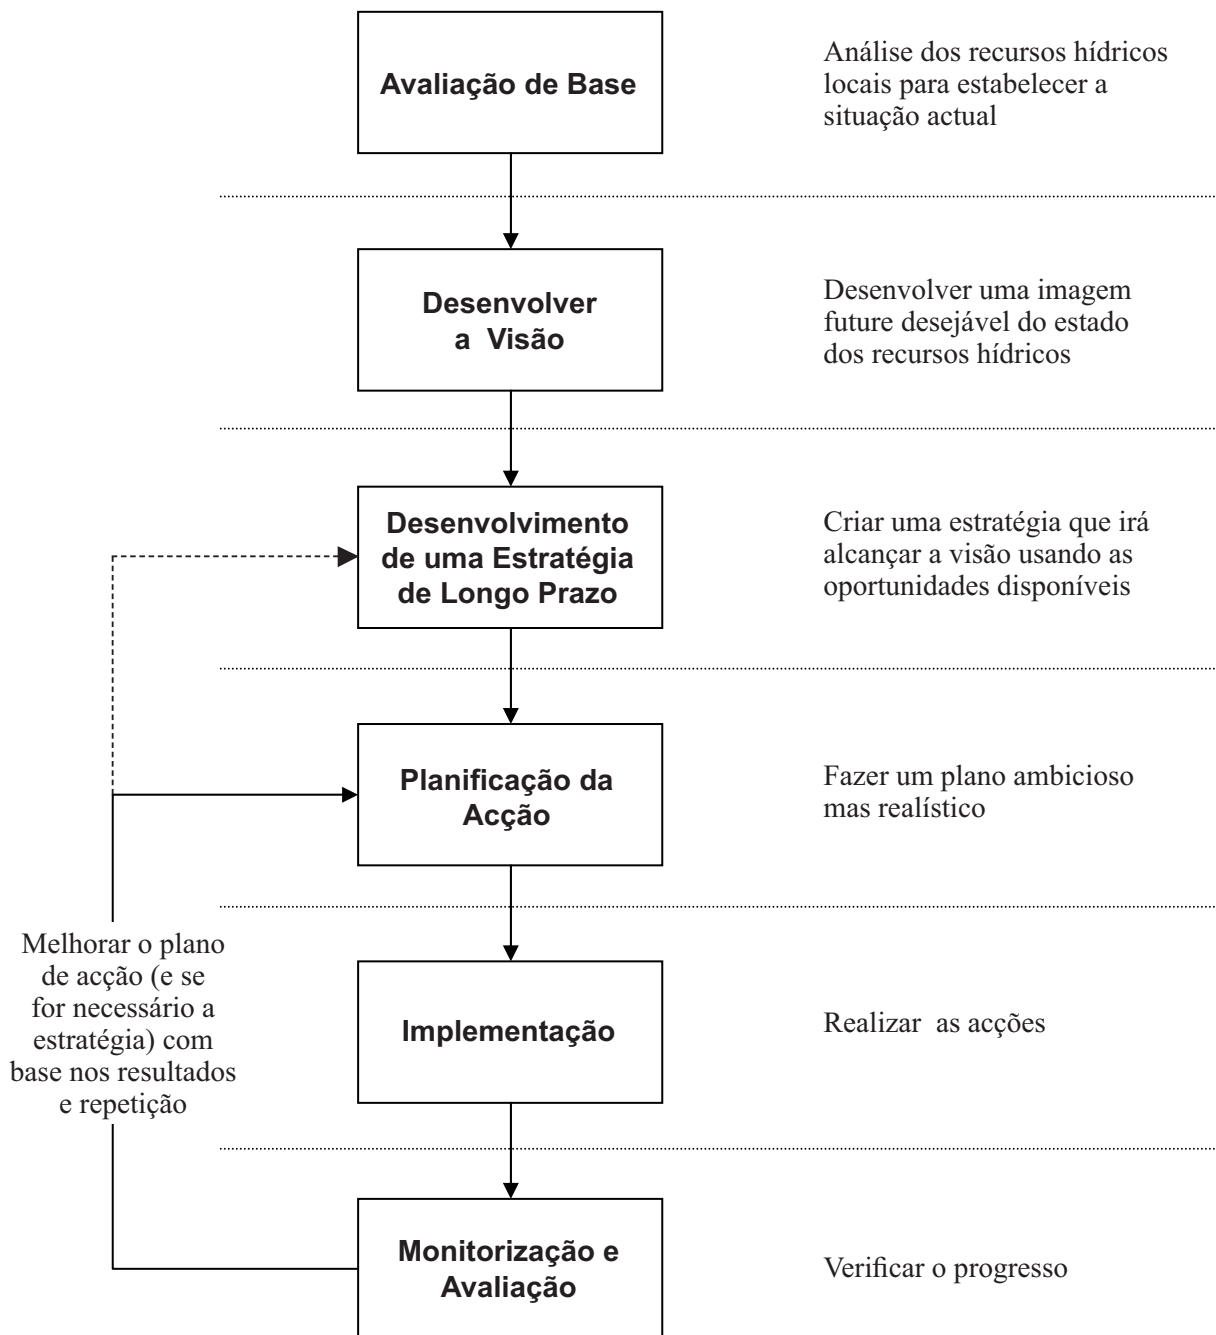 Avaliação de Base
Análise dos recursos hídricos
locais para estabelecer a
situação actual
Desenvolver
a Visão
Desenvolver uma imagem
future desejável do estado
dos recursos hídricos
Desenvolvimento
de uma Estratégia
de Longo Prazo
Criar uma estratégia que irá
alcançar a visão usando as
oportunidades disponíveis
Planificação da
Acção
Fazer um plano ambicioso
mas realístico
Melhorar o plano
de acção (e se
for necessário a
estratégia) com
base nos resultados
e repetição
Implementação
Realizar as acções
Monitorização e
Avaliação
Verificar o progresso